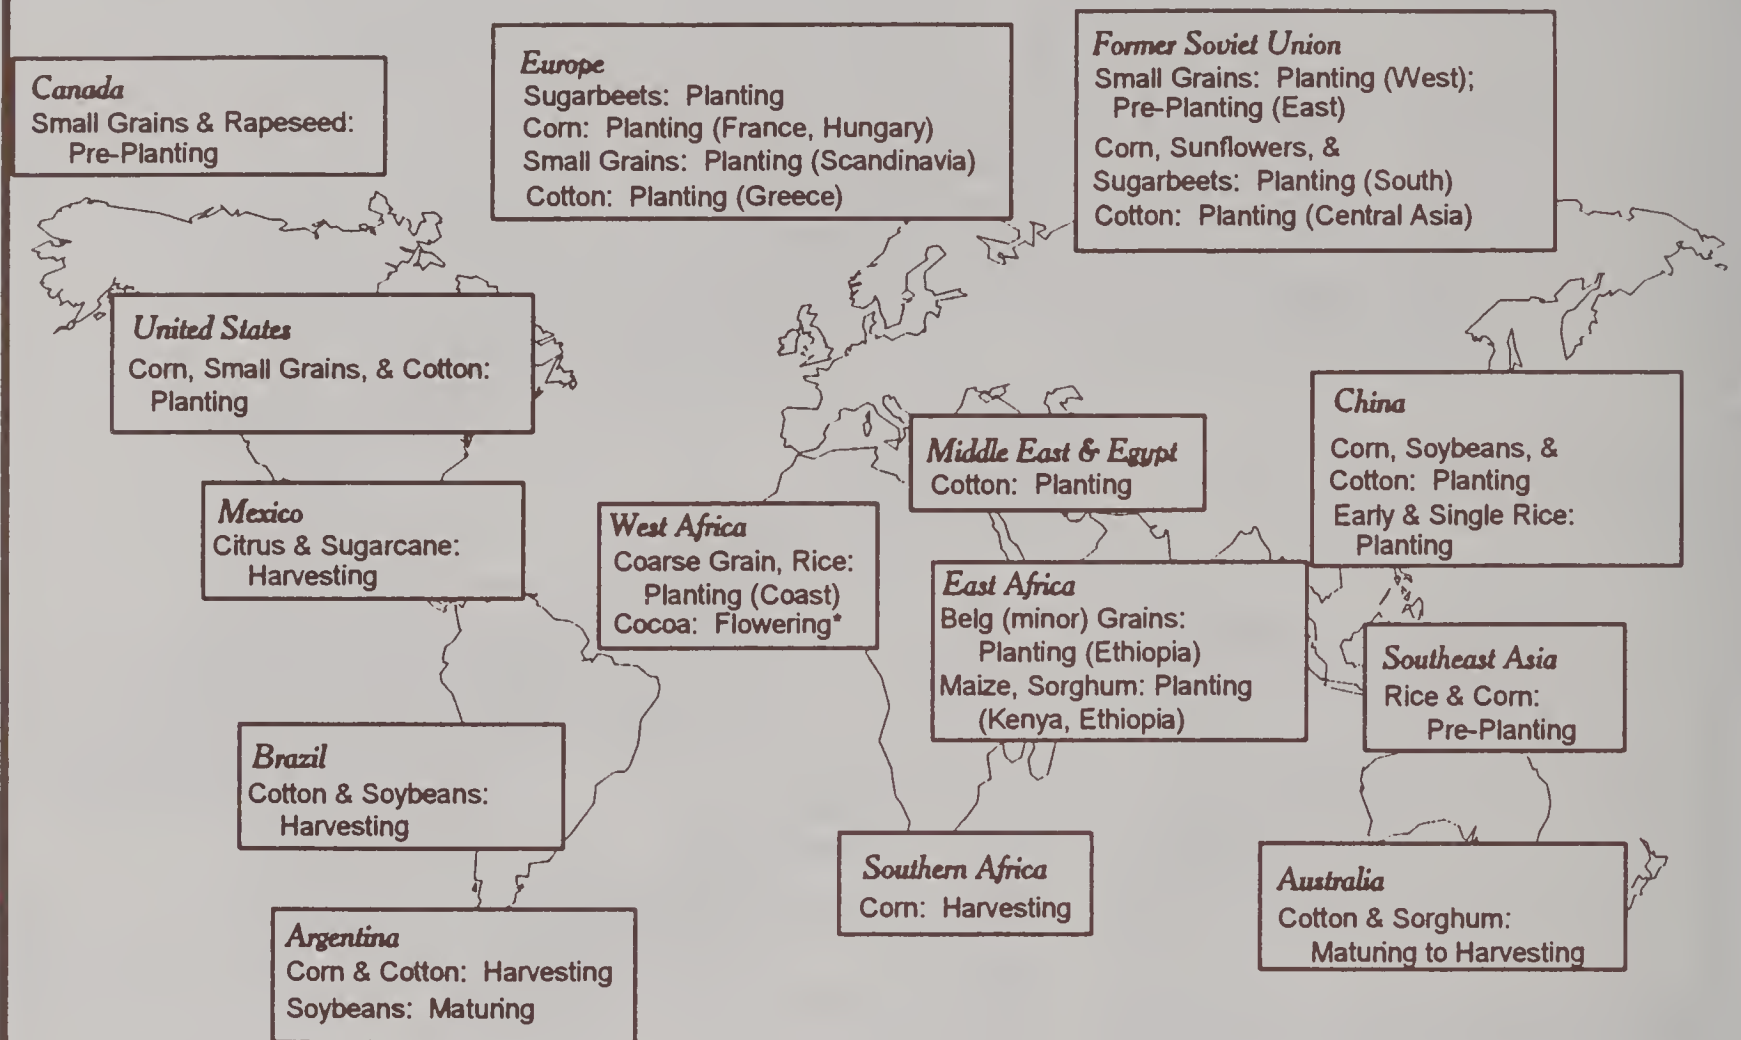 Canada
Small Grains & Rapeseed:
Pre-Planting
Europe
Sugarbeets: Planting
Corn: Planting (France, Hungary)
Small Grains: Planting (Scandinavia)
Cotton: Planting (Greece)
Former Soviet Union
Small Grains: Planting (West);
Pre-Planting (East)
Corn, Sunflowers, &
Sugarbeets: Planting (South)
Cotton: Planting (Central Asia)
United States
Corn, Small Grains, & Cotton:
Planting
China
Corn, Soybeans, &
Cotton: Planting
Early & Single Rice:
Planting
Middle East & Egypt
Cotton: Planting
Mexico
Citrus & Sugarcane:
Harvesting
West Africa
Coarse Grain, Rice:
Planting (Coast)
Cocoa: Flowering*
East Africa
Belg (minor) Grains:
Planting (Ethiopia)
Maize, Sorghum: Planting
(Kenya, Ethiopia)
Southeast Asia
Rice & Corn:
Pre-Planting
Brazil
Cotton & Soybeans:
Harvesting
Southern Africa
Corn: Harvesting
Australia
Cotton & Sorghum:
Maturing to Harvesting
Argentina
Corn & Cotton: Harvesting
Soybeans: Maturing